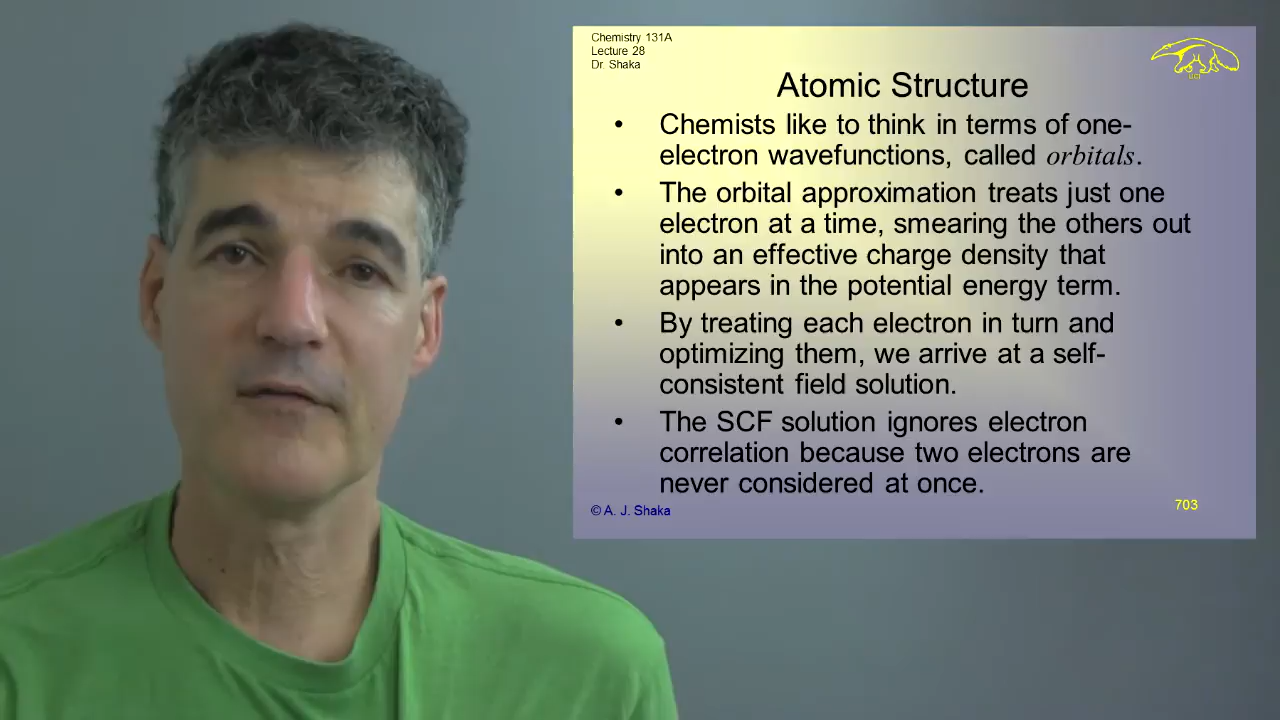 Chemistry 131A
Lecture 28
Dr. Shaka
UCI
Atomic Structure
• Chemists like to think in terms of one-
electron wavefunctions, called orbitals.
• The orbital approximation treats just one
electron at a time, smearing the others out
into an effective charge density that
appears in the potential energy term.
• By treating each electron in turn and
optimizing them, we arrive at a self-
consistent field solution.
• The SCF solution ignores electron
correlation because two electrons are
never considered at once.
© A. J. Shaka
703